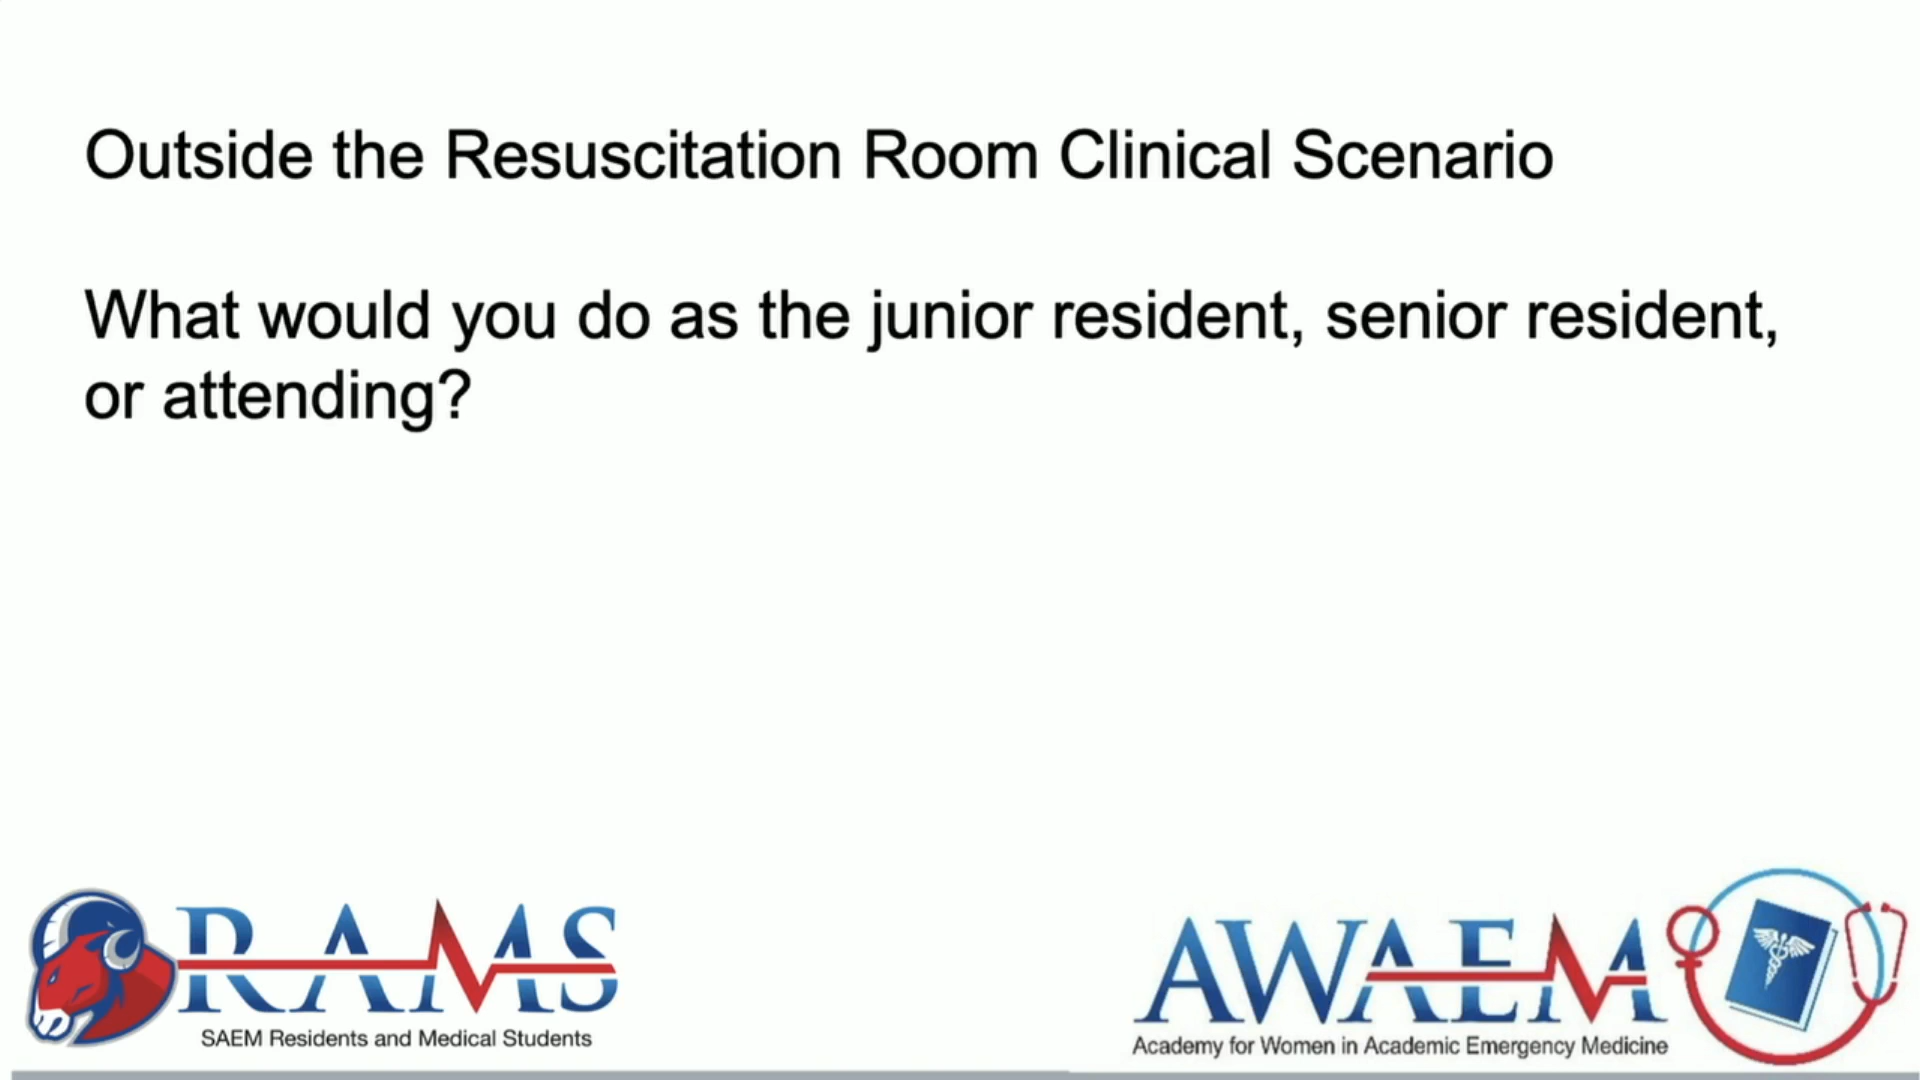 Outside the Resuscitation Room Clinical Scenario
What would you do as the junior resident, senior resident,
or attending?
RAMS
SAEM Residents and Medical Students
AWAEM
Academy for Women in Academic Emergency Medicine